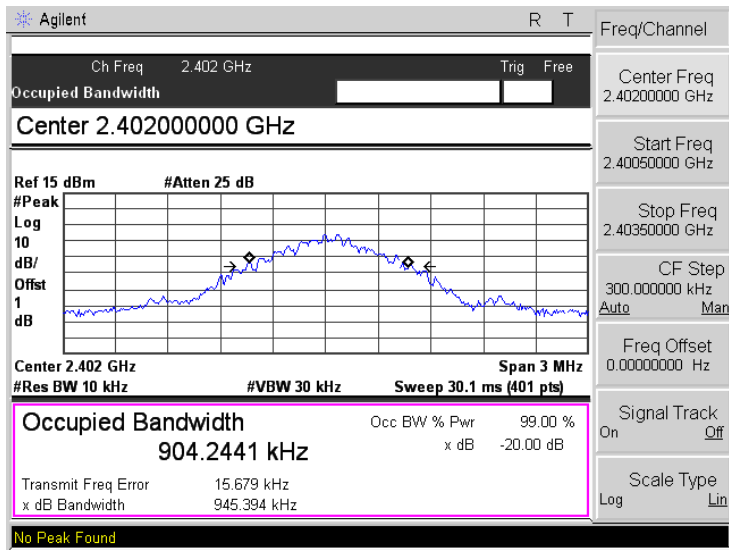 Agilent R T
Ch Freq 2.402 GHz Trig Free
Occupied Bandwidth
Center 2.402000000 GHz
Ref 15 dBm #Atten 25 dB
#Peak
Log
10
dB/
Offst
1
dB
Center 2.402 GHz Span 3 MHz
#Res BW 10 kHz #VBW 30 kHz Sweep 30.1 ms (401 pts)
Occupied Bandwidth
904.2441 kHz
Occ BW % Pwr 99.00 %
x dB -20.00 dB
Transmit Freq Error 15.679 kHz
x dB Bandwidth 945.394 kHz
No Peak Found
Freq/Channel
Center Freq
2.40200000 GHz
Start Freq
2.40050000 GHz
Stop Freq
2.40350000 GHz
CF Step
300.000000 kHz
Auto Man
Freq Offset
0.00000000 Hz
Signal Track
On Off
Scale Type
Log Lin